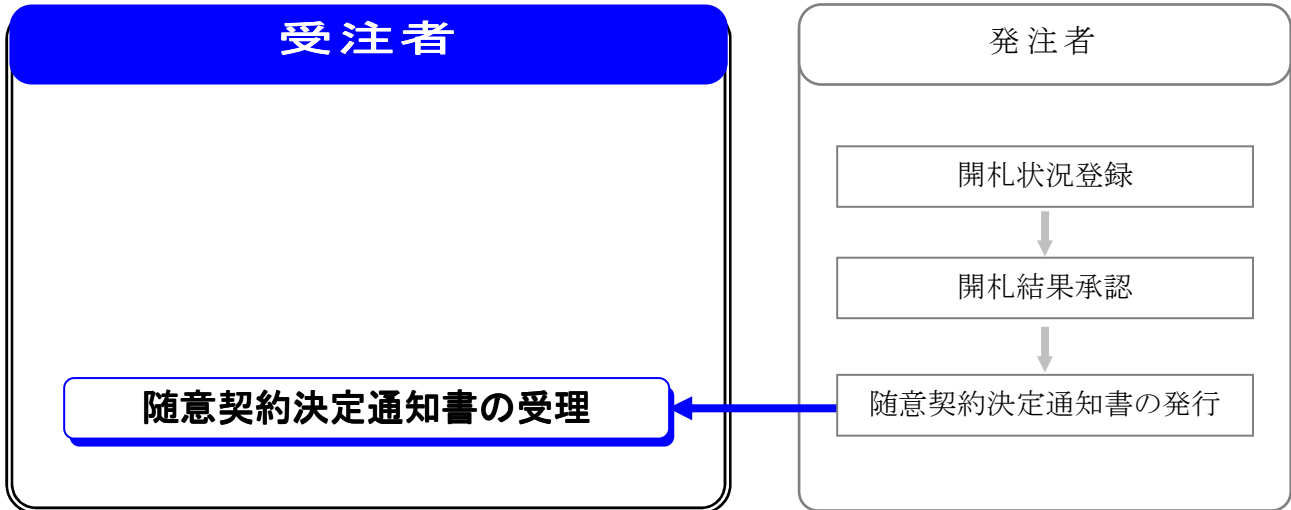 受注者
発注者
開札状況登録
開札結果承認
随意契約決定通知書の発行
随意契約決定通知書の受理